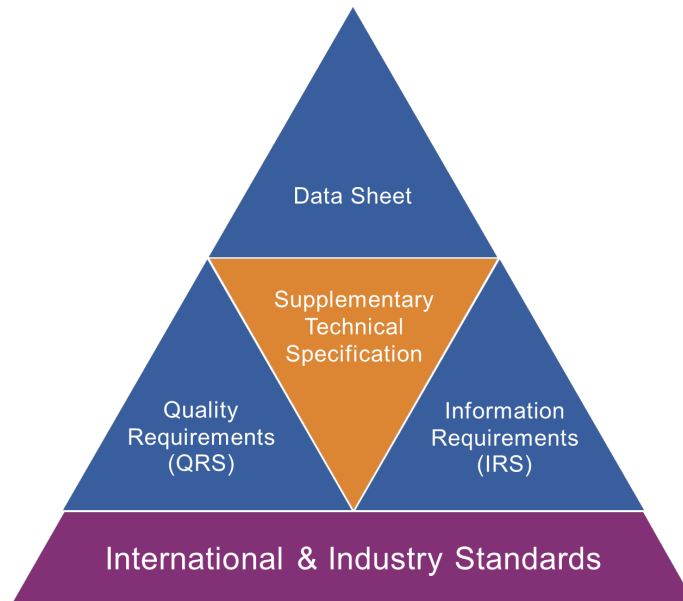 Data Sheet
Supplementary
Technical
Specification
Quality
Requirements
(QRS)
Information
Requirements
(IRS)
International & Industry Standards